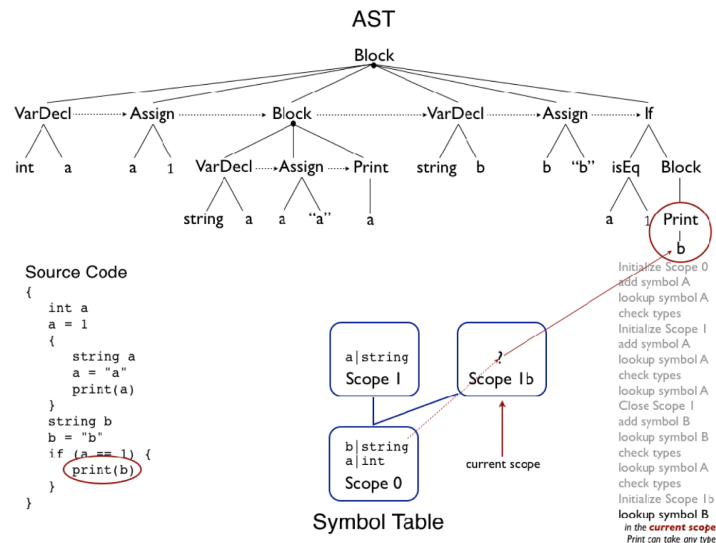 AST
Block
VarDecl Assign Block VarDecl Assign If
int a a 1 VarDecl Assign Print string b b “b” isEq Block
string a a “a” a a 1 Print
b
Source Code
{
int a
a = 1
{
string a
a = "a"
print(a)
}
string b
b = "b"
if (a == 1) {
print(b)
}
}
a|string
Scope 1
?
Scope 1b
b|string
a|int
Scope 0
current scope
Symbol Table
Initialize Scope 0
add symbol A
lookup symbol A
check types
Initialize Scope 1
add symbol A
lookup symbol A
check types
lookup symbol A
Close Scope 1
add symbol B
lookup symbol B
check types
lookup symbol A
check types
Initialize Scope 1b
lookup symbol B
in the current scope
Print can take any type